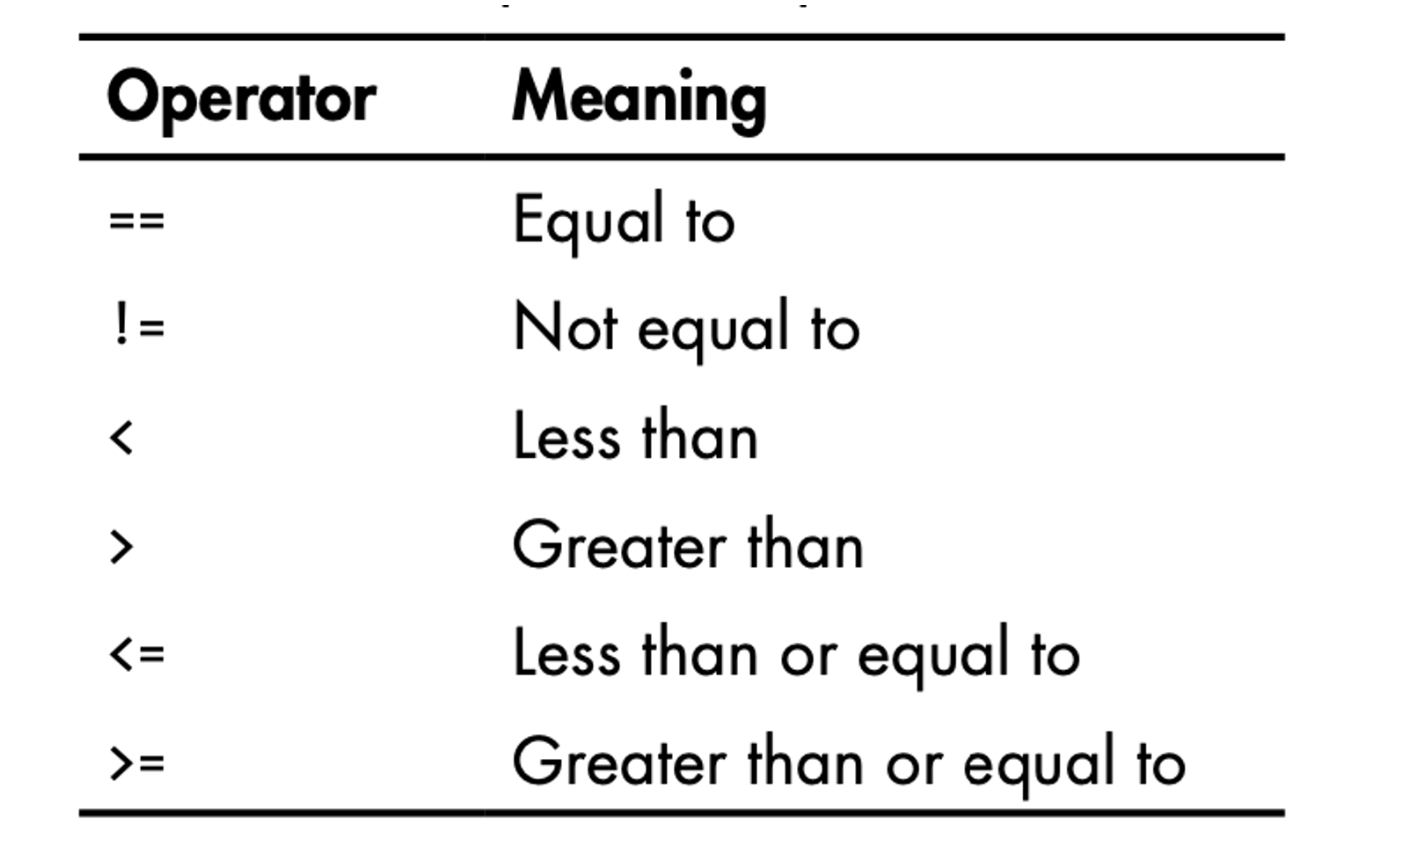 Operator Meaning
== Equal to
!= Not equal to
< Less than
> Greater than
<= Less than or equal to
>= Greater than or equal to